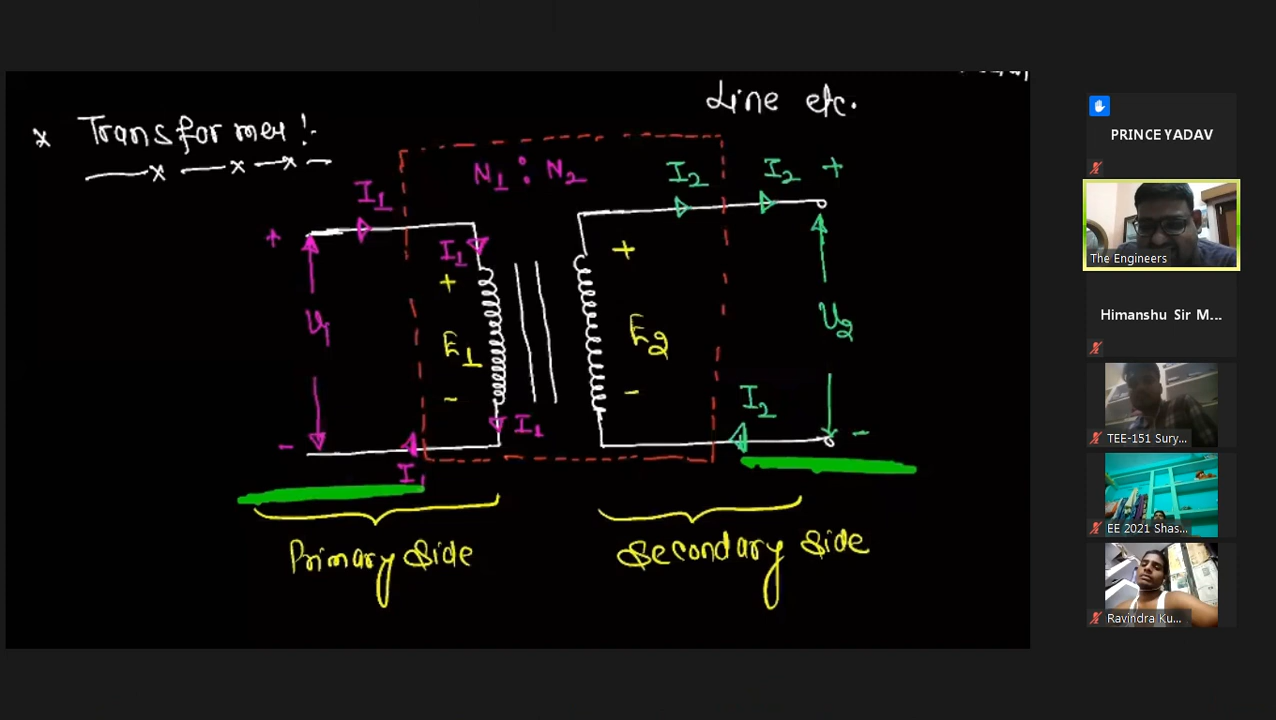 Line etc.
* Transformer :-
N1 : N2
I1
I2
I2
+
+
I1
+
+
E1
E2
V1
V2
-
-
I1
I2
-
-
I1
Primary Side
Secondary Side
PRINCE YADAV
The Engineers
Himanshu Sir M...
TEE-151 Sury...
EE 2021 Shas...
Ravindra Ku...